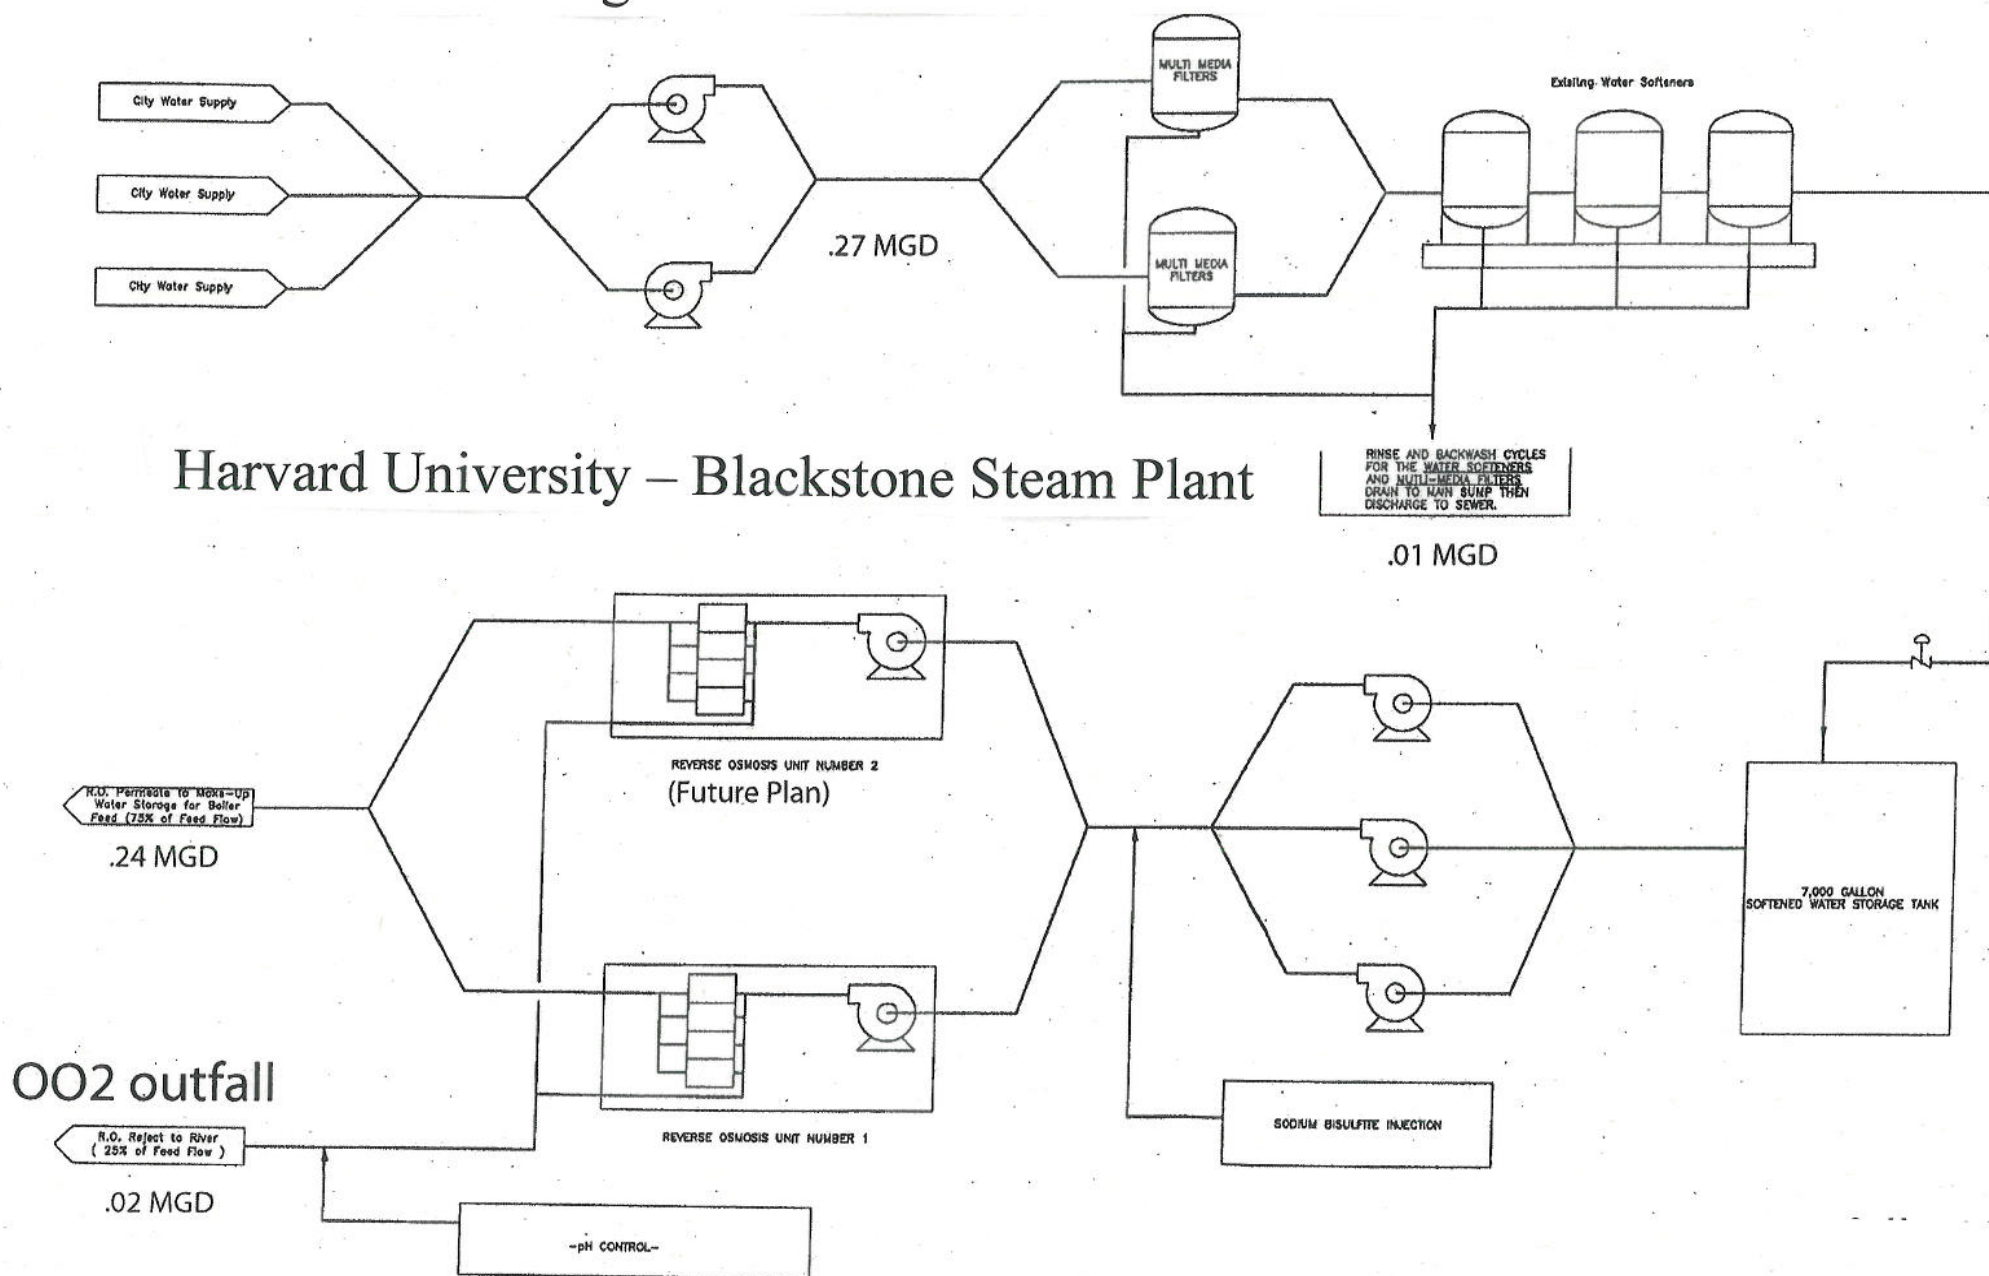 City Water Supply
City Water Supply
City Water Supply
.27 MGD
MULTI MEDIA
FILTERS
MULTI MEDIA
FILTERS
Existing Water Softeners
Harvard University – Blackstone Steam Plant
RINSE AND BACKWASH CYCLES
FOR THE WATER SOFTENERS
AND MUTLI-MEDIA FILTERS
DRAIN TO MAIN SUMP THEN
DISCHARGE TO SEWER.
.01 MGD
REVERSE OSMOSIS UNIT NUMBER 2
(Future Plan)
R.O. Permeate to Make-Up
Water Storage for Boiler
Feed (75% of Feed Flow)
.24 MGD
7,000 GALLON
SOFTENED WATER STORAGE TANK
OO2 outfall
R.O. Reject to River
( 25% of Feed Flow )
.02 MGD
REVERSE OSMOSIS UNIT NUMBER 1
SODIUM BISULFITE INJECTION
-pH CONTROL-